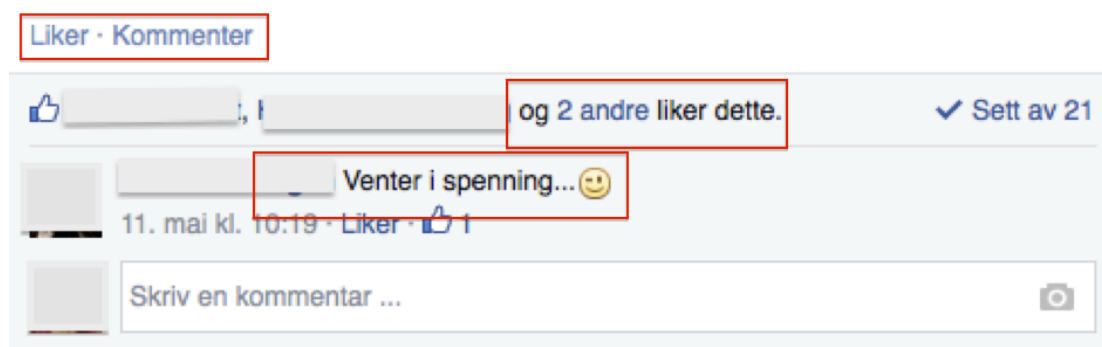 Liker · Kommenter
og 2 andre liker dette. ✓ Sett av 21
Venter i spenning...
11. mai kl. 10:19 · Liker · 1
Skriv en kommentar ...